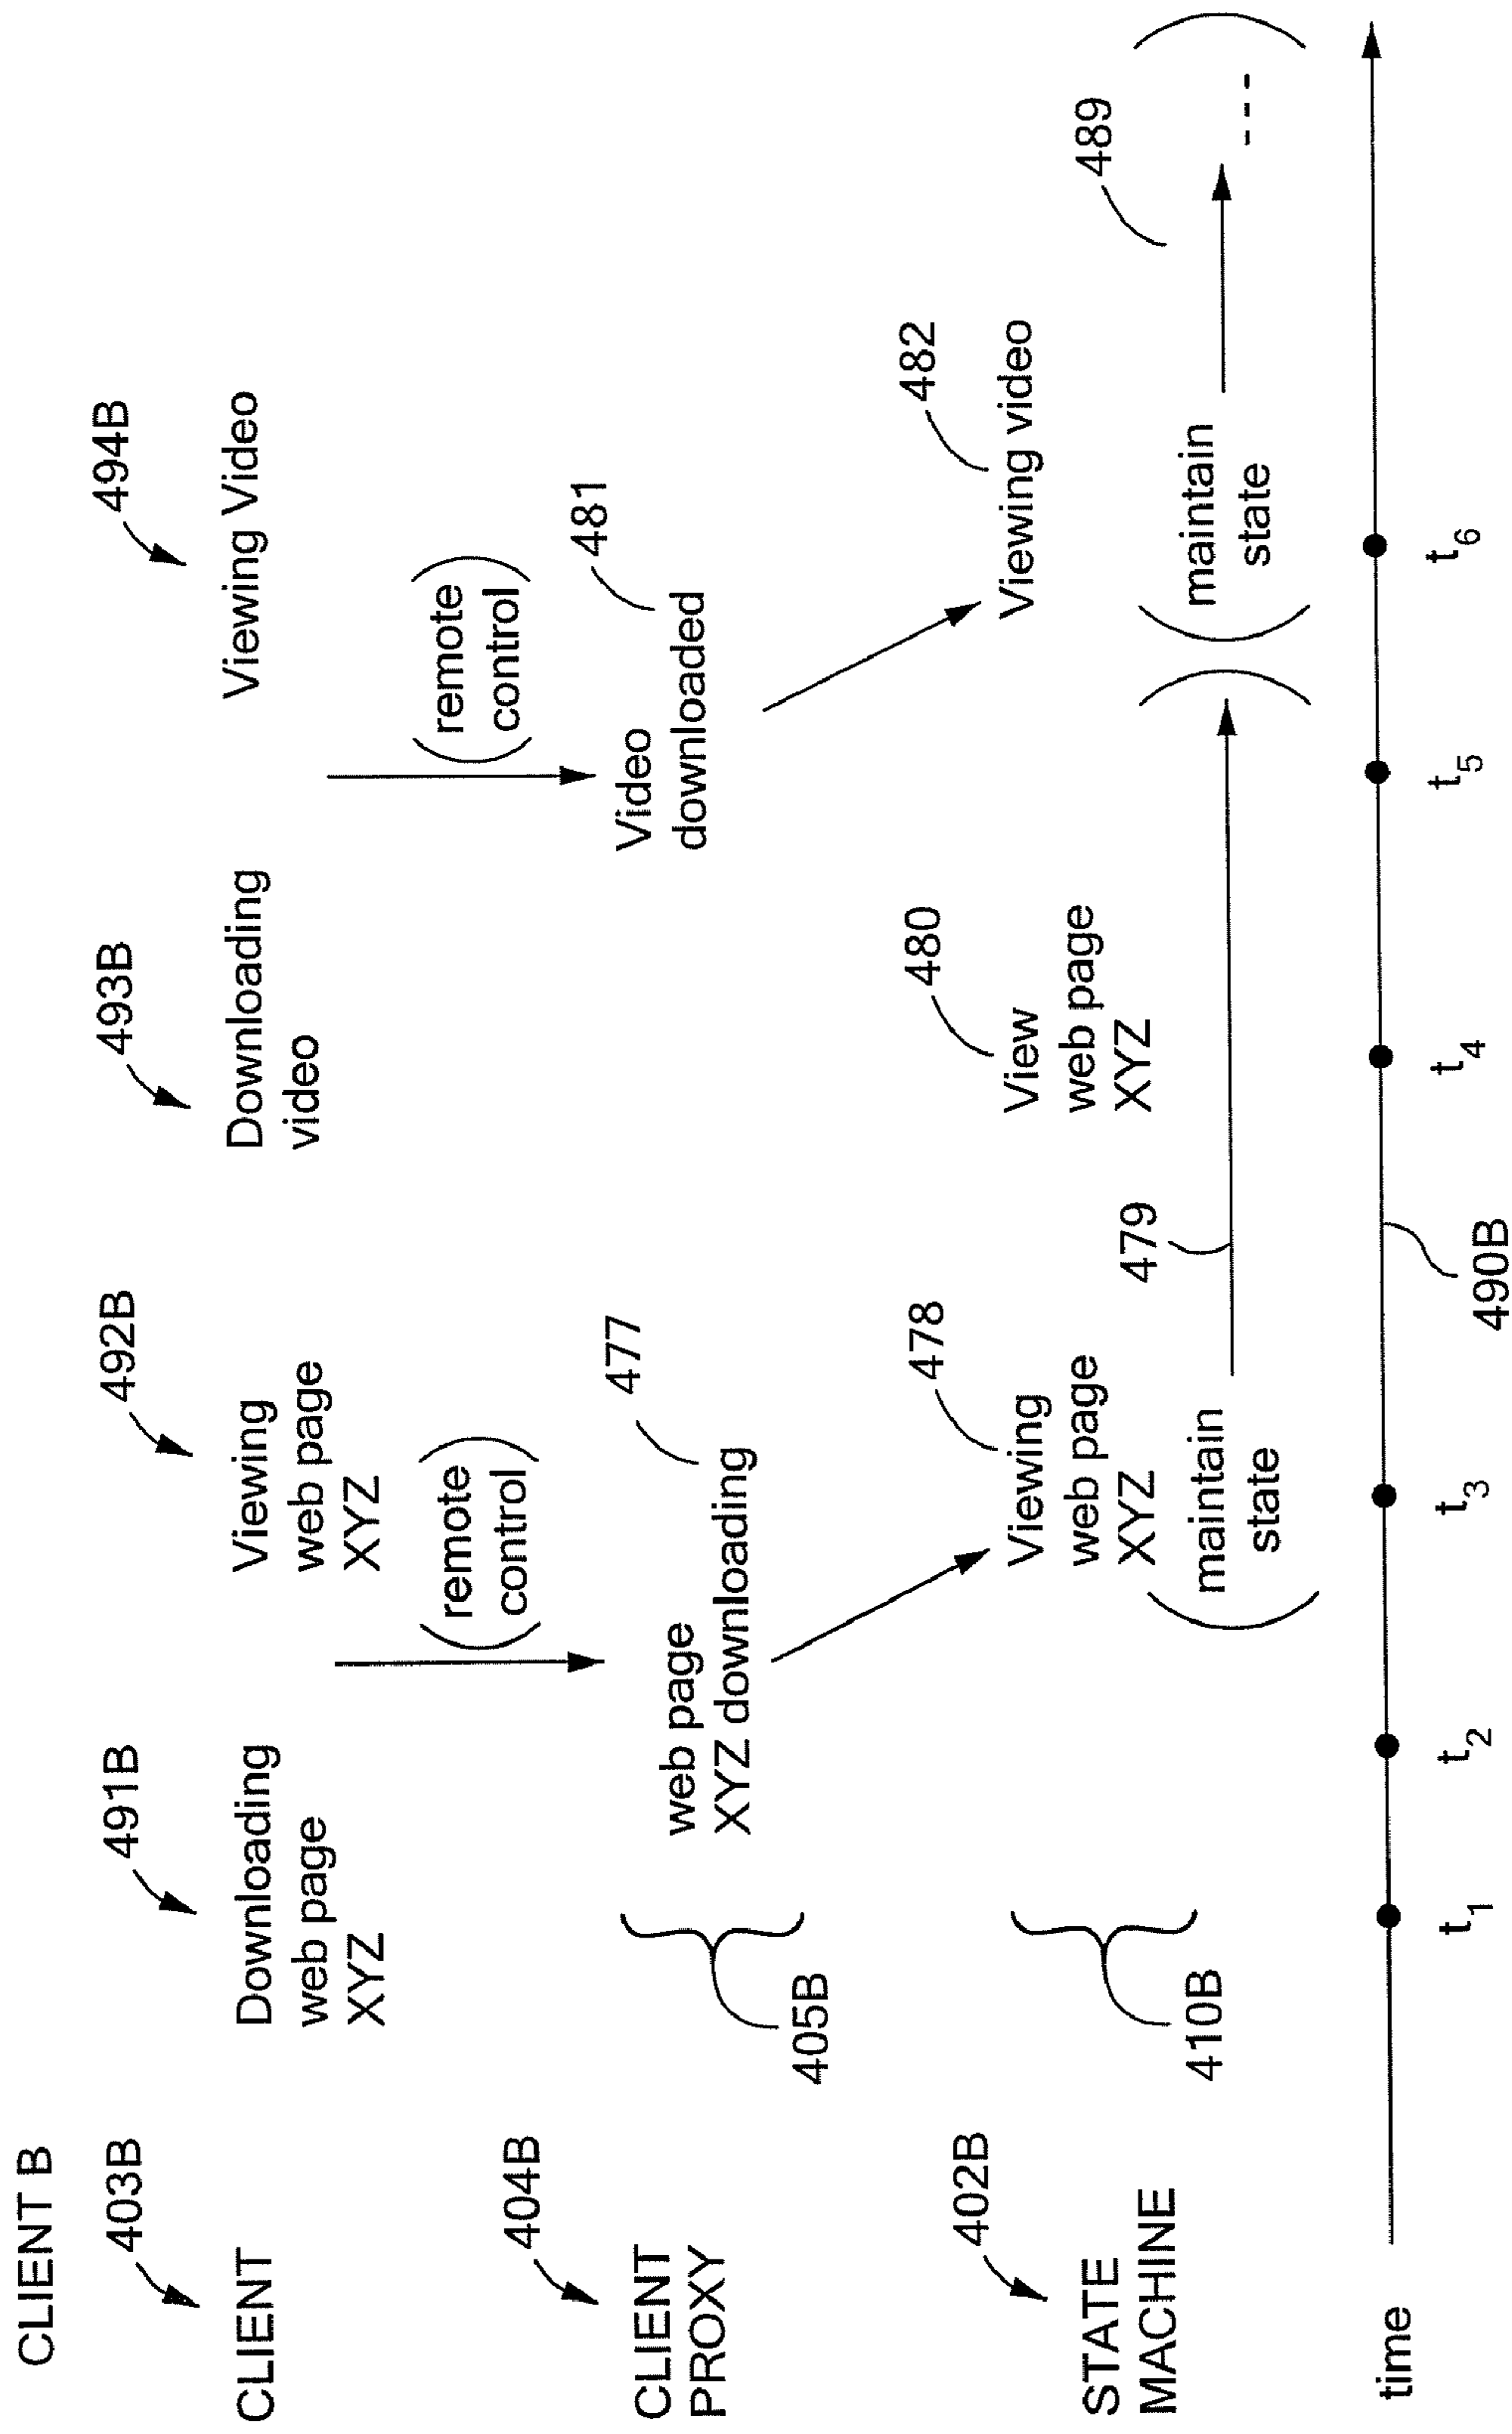 CLIENT B
403B
CLIENT
491B
Downloading
web page
XYZ
492B
Viewing
web page
XYZ
493B
Downloading
video
494B
Viewing Video
(remote
control)
(remote
control)
404B
CLIENT
PROXY
405B
477
web page
XYZ downloading
481
Video
downloaded
402B
STATE
MACHINE
410B
478
Viewing
web page
XYZ
(maintain
state
479
480
View
web page
XYZ
)
482
Viewing video
(maintain
state
489
---
)
time
490B
t1
t2
t3
t4
t5
t6